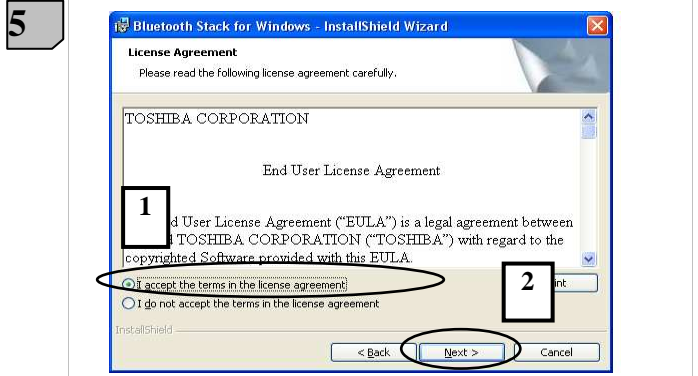 5
Bluetooth Stack for Windows - InstallShield Wizard
License Agreement
Please read the following license agreement carefully.
TOSHIBA CORPORATION
End User License Agreement
1
d User License Agreement ("EULA") is a legal agreement between
TOSHIBA CORPORATION ("TOSHIBA") with regard to the
copyrighted Software provided with this EULA.
I accept the terms in the license agreement
2
int
I do not accept the terms in the license agreement
InstallShield
< Back
Next >
Cancel